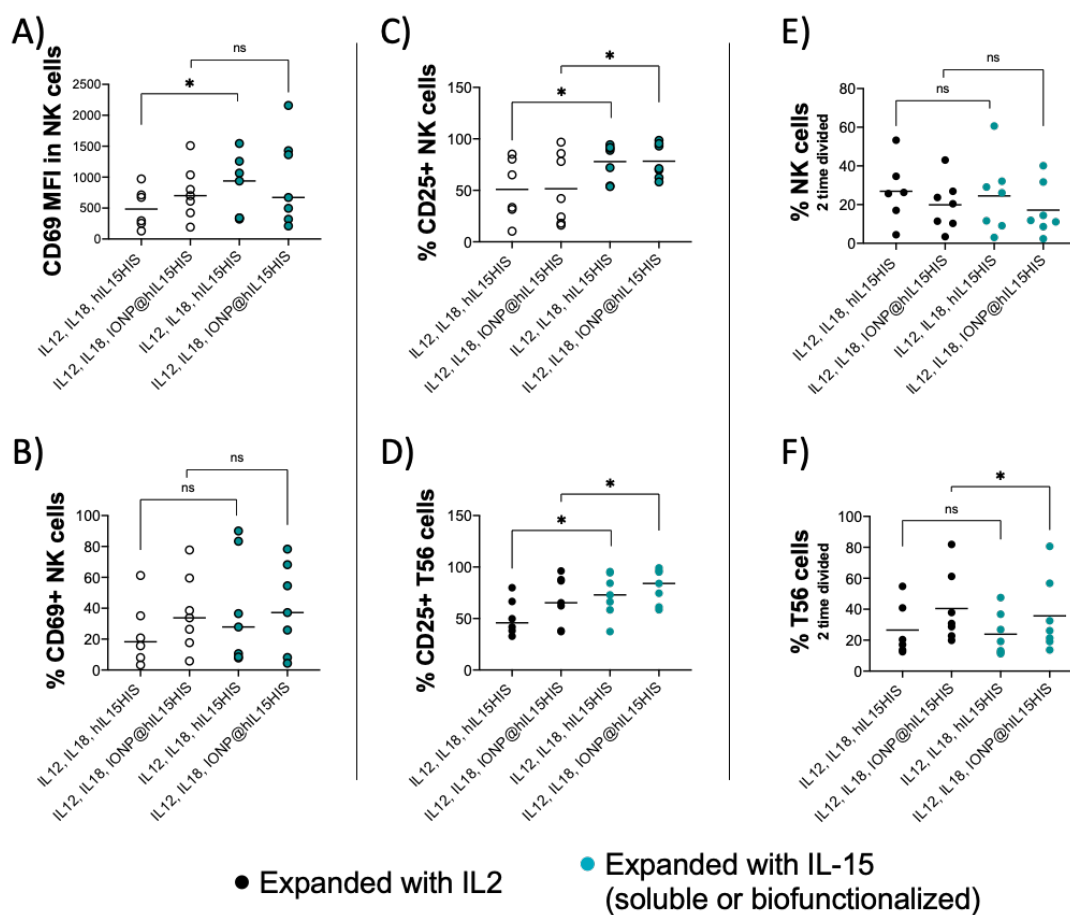 A)
ns
*
2500
2000
1500
1000
500
0
CD69 MFI in NK cells
IL12, IL18, hIL15HIS
IL12, IL18, IONP@hIL15HIS
IL12, IL18, hIL15HIS
IL12, IL18, IONP@hIL15HIS
B)
ns
ns
100
80
60
40
20
0
% CD69+ NK cells
IL12, IL18, hIL15HIS
IL12, IL18, IONP@hIL15HIS
IL12, IL18, hIL15HIS
IL12, IL18, IONP@hIL15HIS
C)
*
*
150
100
50
0
% CD25+ NK cells
IL12, IL18, hIL15HIS
IL12, IL18, IONP@hIL15HIS
IL12, IL18, hIL15HIS
IL12, IL18, IONP@hIL15HIS
D)
*
*
150
100
50
0
% CD25+ T56 cells
IL12, IL18, hIL15HIS
IL12, IL18, IONP@hIL15HIS
IL12, IL18, hIL15HIS
IL12, IL18, IONP@hIL15HIS
E)
ns
ns
80
60
40
20
0
% NK cells
2 time divided
IL12, IL18, hIL15HIS
IL12, IL18, IONP@hIL15HIS
IL12, IL18, hIL15HIS
IL12, IL18, IONP@hIL15HIS
F)
*
ns
100
80
60
40
20
0
% T56 cells
2 time divided
IL12, IL18, hIL15HIS
IL12, IL18, IONP@hIL15HIS
IL12, IL18, hIL15HIS
IL12, IL18, IONP@hIL15HIS
Expanded with IL2
Expanded with IL-15
(soluble or biofunctionalized)